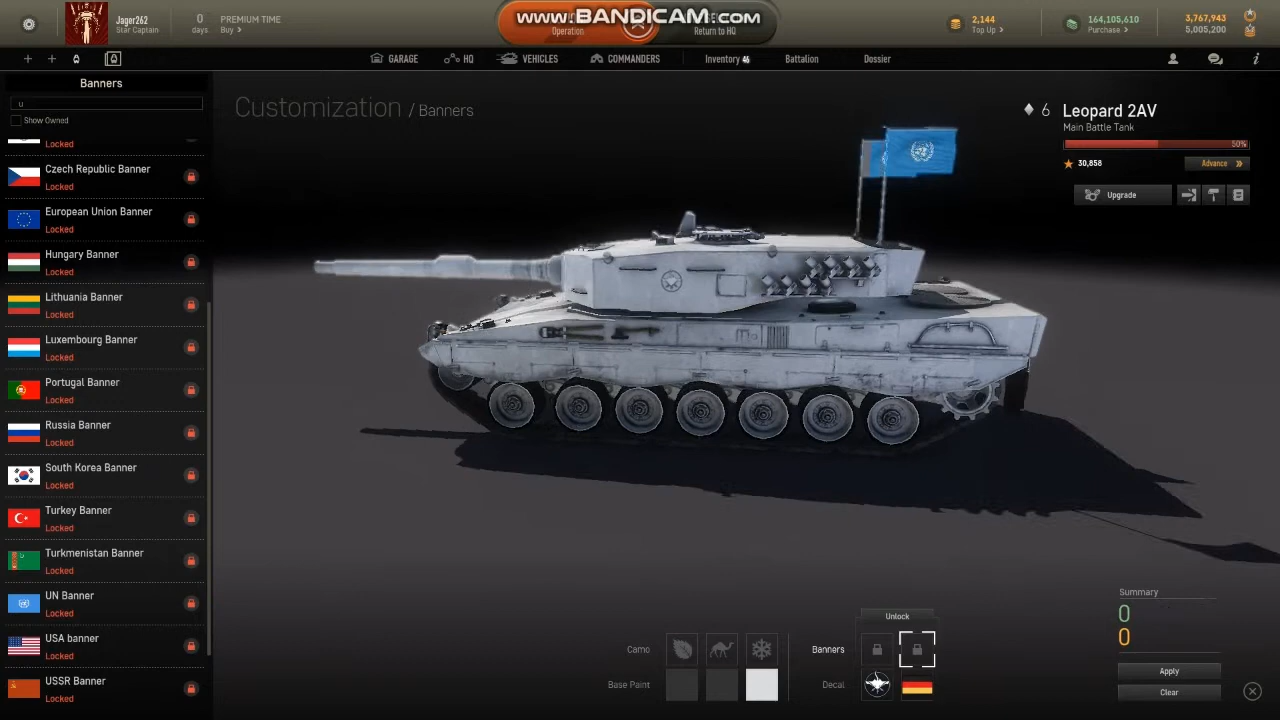 Jager262
Star Captain
0
days
PREMIUM TIME
Buy >
www.BANDICAM.com
Operation
Return to HQ
2,144
Top Up >
164,105,610
Purchase >
3,767,943
5,005,200
GARAGE
HQ
VEHICLES
COMMANDERS
Inventory 46
Battalion
Dossier
Banners
u
Show Owned
Locked
Czech Republic Banner
Locked
European Union Banner
Locked
Hungary Banner
Locked
Lithuania Banner
Locked
Luxembourg Banner
Locked
Portugal Banner
Locked
Russia Banner
Locked
South Korea Banner
Locked
Turkey Banner
Locked
Turkmenistan Banner
Locked
UN Banner
Locked
USA banner
Locked
USSR Banner
Locked
Customization / Banners
6 Leopard 2AV
Main Battle Tank
50%
30,858
Advance »
Upgrade
Unlock
Camo
Banners
Base Paint
Decal
Summary
0
0
Apply
Clear